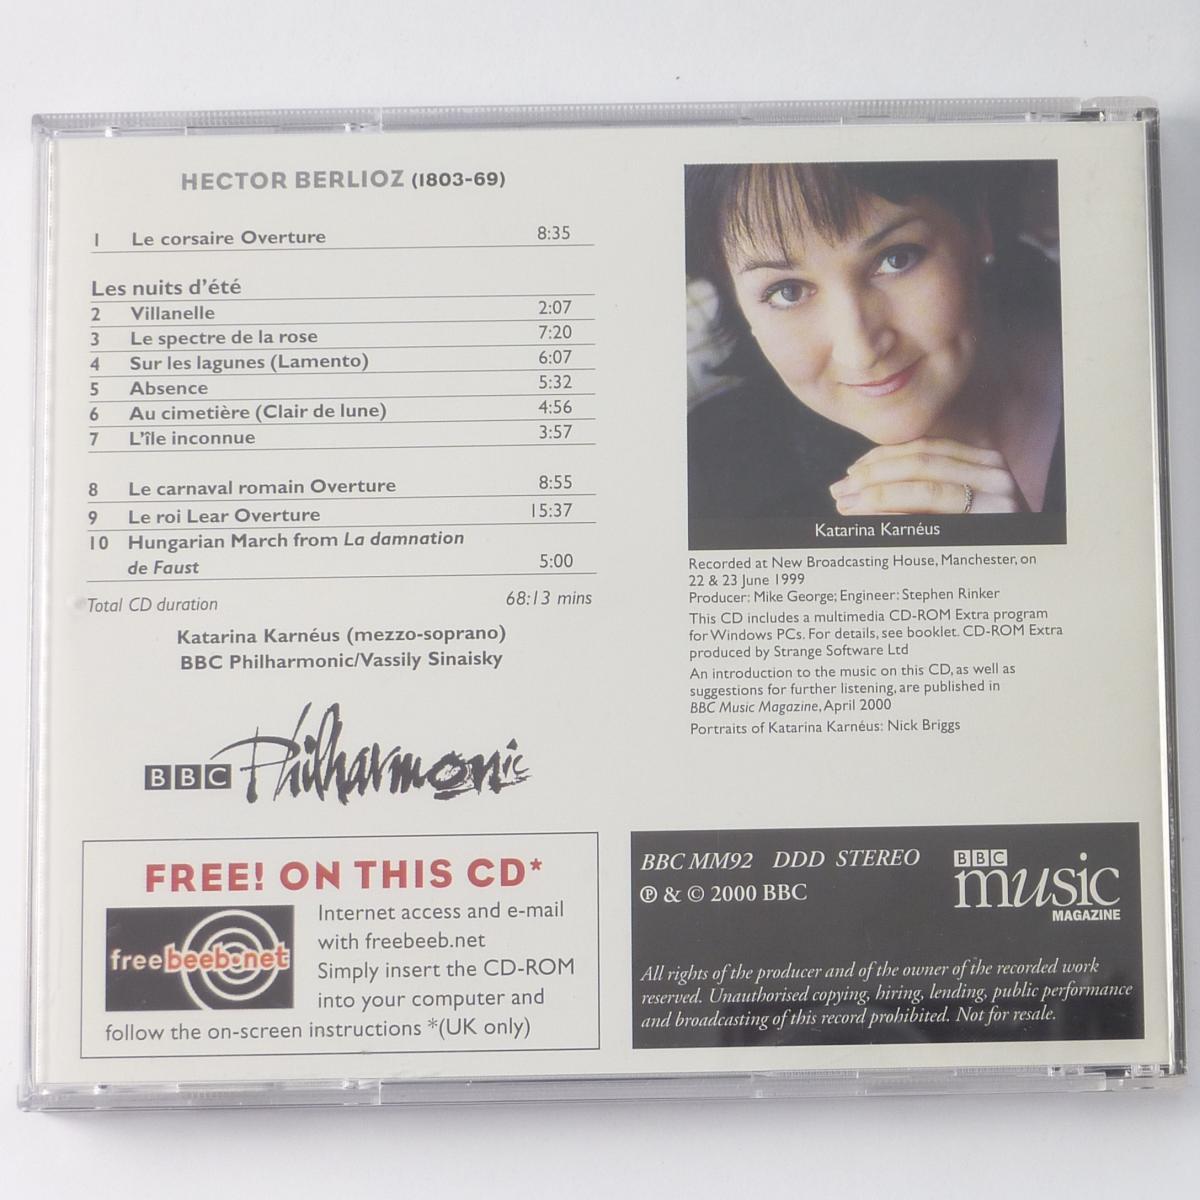 HECTOR BERLIOZ (1803-69)
1 Le corsaire Overture 8:35
Les nuits d'été
2 Villanelle 2:07
3 Le spectre de la rose 7:20
4 Sur les lagunes (Lamento) 6:07
5 Absence 5:32
6 Au cimetière (Clair de lune) 4:56
7 L'île inconnue 3:57
8 Le carnaval romain Overture 8:55
9 Le roi Lear Overture 15:37
10 Hungarian March from La damnation
de Faust 5:00
Total CD duration 68:13 mins
Katarina Karnéus (mezzo-soprano)
BBC Philharmonic/Vassily Sinaisky
BBC Philharmonic
FREE! ON THIS CD*
freebeeb.net
Internet access and e-mail
with freebeeb.net
Simply insert the CD-ROM
into your computer and
follow the on-screen instructions *(UK only)
Katarina Karnéus
Recorded at New Broadcasting House, Manchester, on
22 & 23 June 1999
Producer: Mike George; Engineer: Stephen Rinker
This CD includes a multimedia CD-ROM Extra program
for Windows PCs. For details, see booklet. CD-ROM Extra
produced by Strange Software Ltd
An introduction to the music on this CD, as well as
suggestions for further listening, are published in
BBC Music Magazine, April 2000
Portraits of Katarina Karnéus: Nick Briggs
BBC MM92 DDD STEREO
℗ & © 2000 BBC
BBC
music
MAGAZINE
All rights of the producer and of the owner of the recorded work
reserved. Unauthorised copying, hiring, lending, public performance
and broadcasting of this record prohibited. Not for resale.